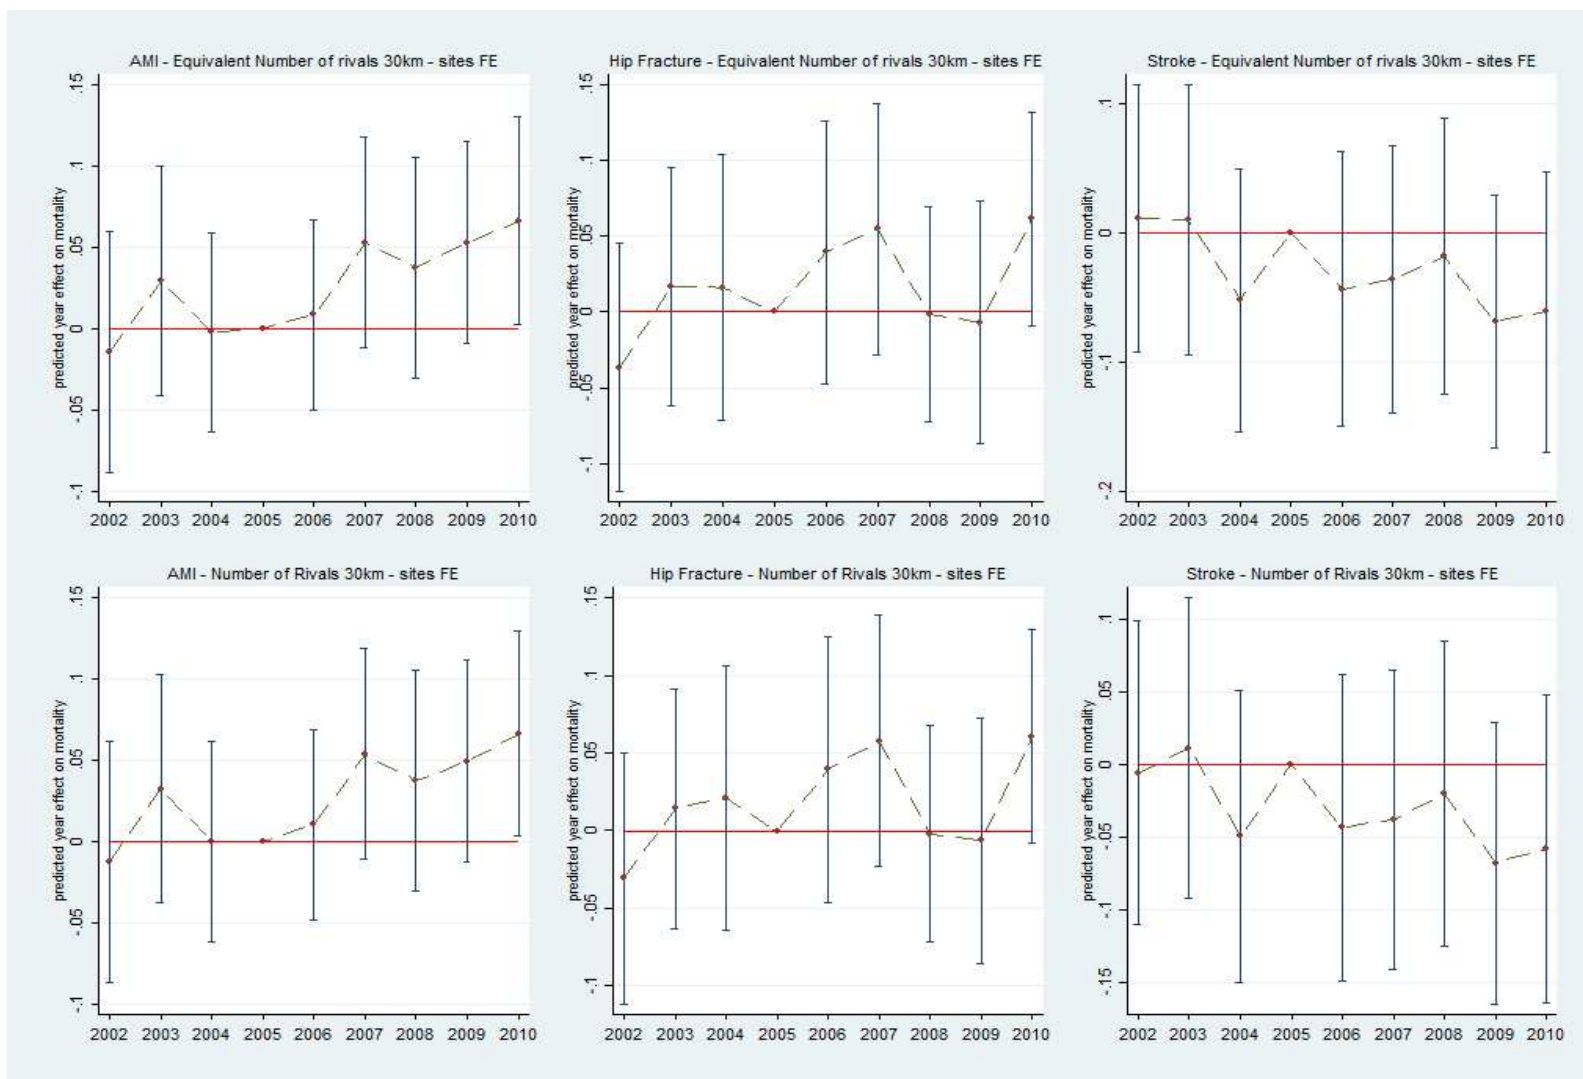 AMI - Equivalent Number of rivals 30km - sites FE
predicted year effect on mortality
.15
.1
.05
0
-.05
-.1
2002 2003 2004 2005 2006 2007 2008 2009 2010
Hip Fracture - Equivalent Number of rivals 30km - sites FE
predicted year effect on mortality
.15
.1
.05
0
-.05
-.1
2002 2003 2004 2005 2006 2007 2008 2009 2010
Stroke - Equivalent Number of rivals 30km - sites FE
predicted year effect on mortality
.1
0
-.1
-.2
2002 2003 2004 2005 2006 2007 2008 2009 2010
AMI - Number of Rivals 30km - sites FE
predicted year effect on mortality
.15
.1
.05
0
-.05
-.1
2002 2003 2004 2005 2006 2007 2008 2009 2010
Hip Fracture - Number of Rivals 30km - sites FE
predicted year effect on mortality
.15
.1
.05
0
-.05
-.1
2002 2003 2004 2005 2006 2007 2008 2009 2010
Stroke - Number of Rivals 30km - sites FE
predicted year effect on mortality
.1
.05
0
-.05
-.1
-.15
2002 2003 2004 2005 2006 2007 2008 2009 2010